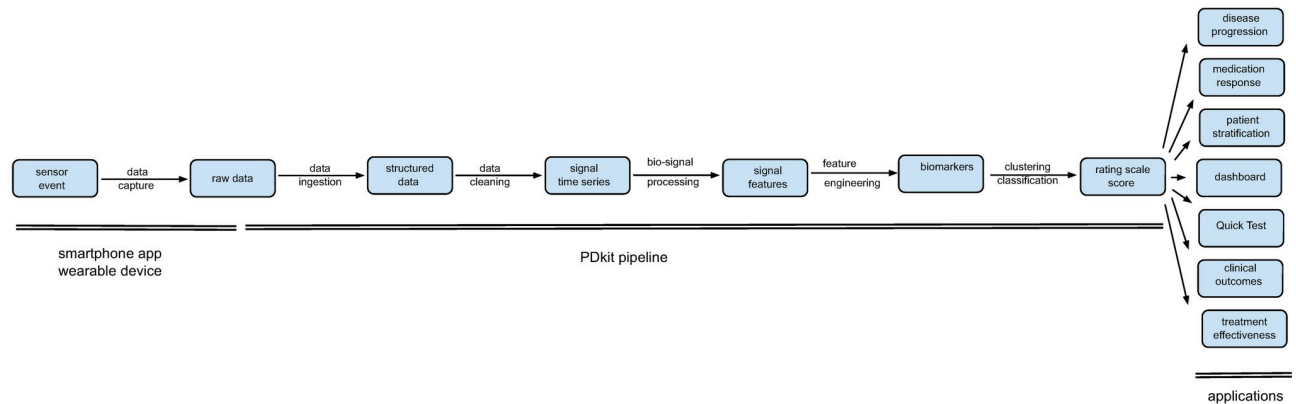 disease
progression
medication
response
patient
stratification
sensor
event
data
capture
raw data
data
ingestion
structured
data
data
cleaning
signal
time series
bio-signal
processing
signal
features
feature
engineering
biomarkers
clustering
classification
rating scale
score
dashboard
Quick Test
clinical
outcomes
treatment
effectiveness
smartphone app
wearable device
PDkit pipeline
applications